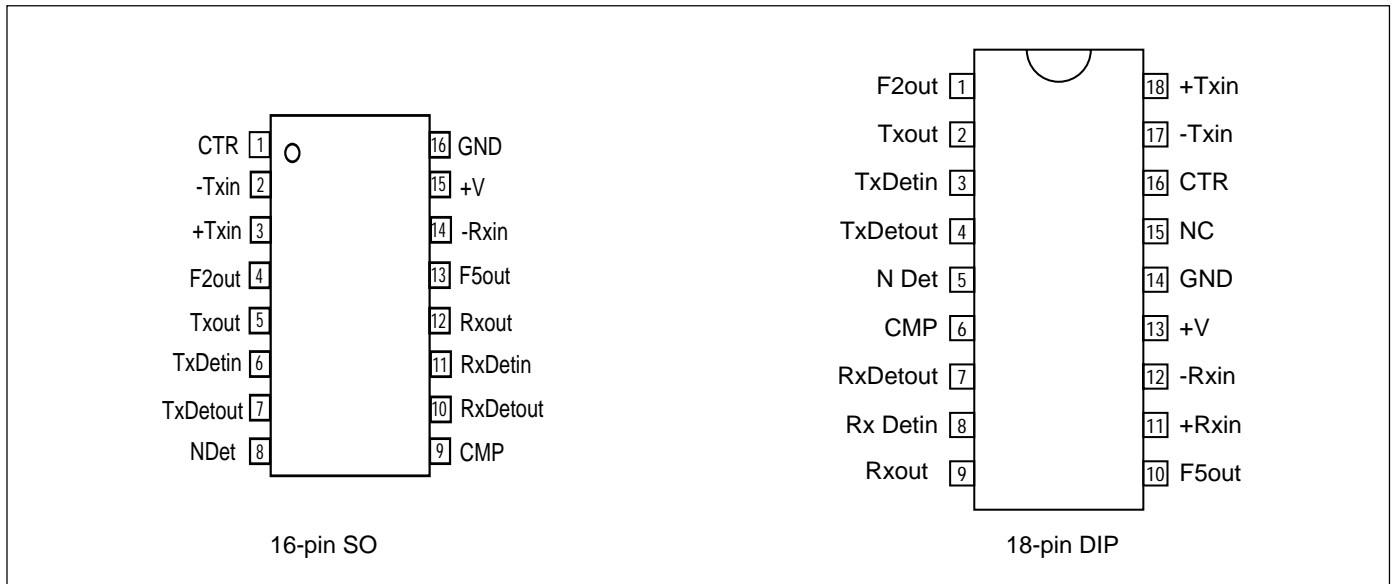 CTR 1
-Txin 2
+Txin 3
F2out 4
Txout 5
TxDetin 6
TxDetout 7
NDet 8
16 GND
15 +V
14 -Rxin
13 F5out
12 Rxout
11 RxDetin
10 RxDetout
9 CMP
16-pin SO
F2out 1
Txout 2
TxDetin 3
TxDetout 4
N Det 5
CMP 6
RxDetout 7
Rx Detin 8
Rxout 9
18 +Txin
17 -Txin
16 CTR
15 NC
14 GND
13 +V
12 -Rxin
11 +Rxin
10 F5out
18-pin DIP